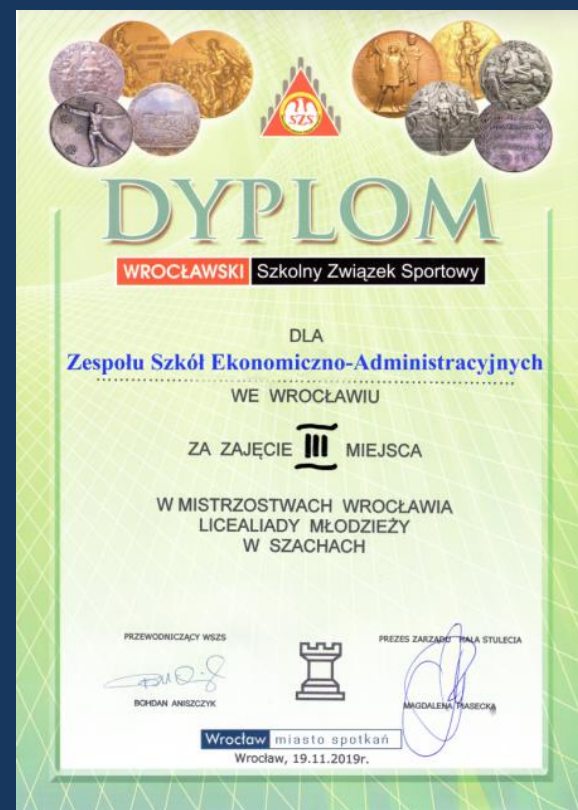 SZS
DYPLOM
WROCŁAWSKI Szkolny Związek Sportowy
DLA
Zespołu Szkół Ekonomiczno-Administracyjnych
WE WROCŁAWIU
ZA ZAJĘCIE III MIEJSCA
W MISTRZOSTWACH WROCŁAWIA
LICEALIADY MŁODZIEŻY
W SZACHACH
PRZEWODNICZĄCY WSZS
PREZES ZARZĄDU HALA STULECIA
BOHDAN ANISZCZYK
MAGDALENA PIASECKA
Wrocław miasto spotkań
Wrocław, 19.11.2019r.